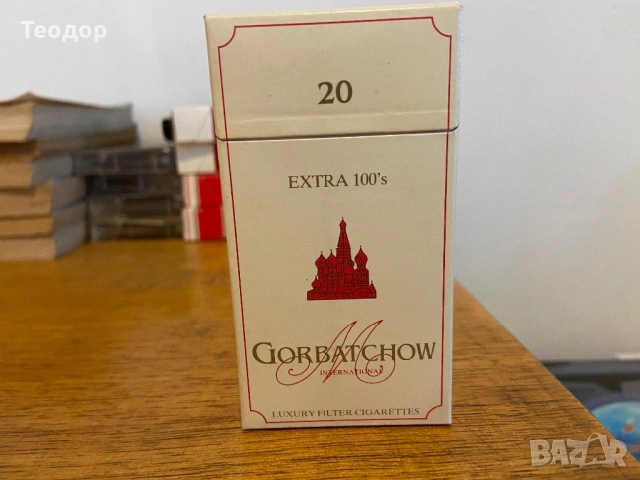 Теодор
20
EXTRA 100's
M
GORBATCHOW
INTERNATIONAL
LUXURY FILTER CIGARETTES
BAZAR